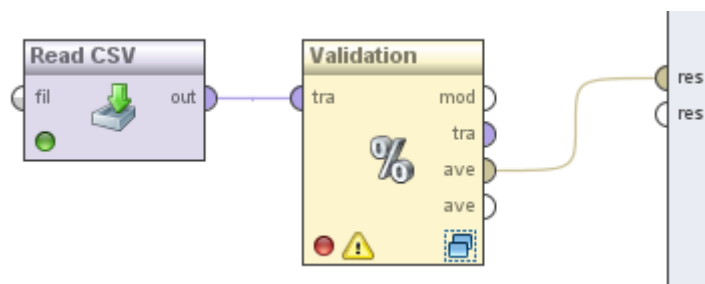 Read CSV
fil
out
Validation
tra
mod
tra
ave
ave
%
res
res